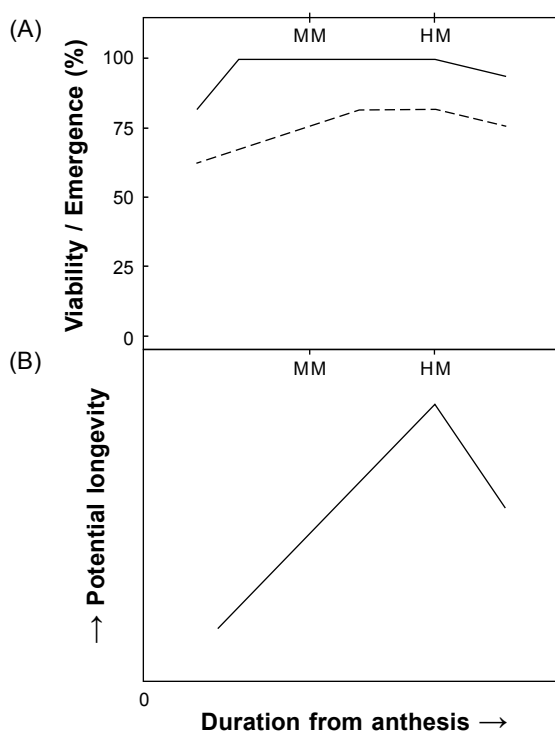 (A)
MM HM
100
75
50
25
0
Viability / Emergence (%)
(B)
MM HM
→ Potential longevity
0
Duration from anthesis →